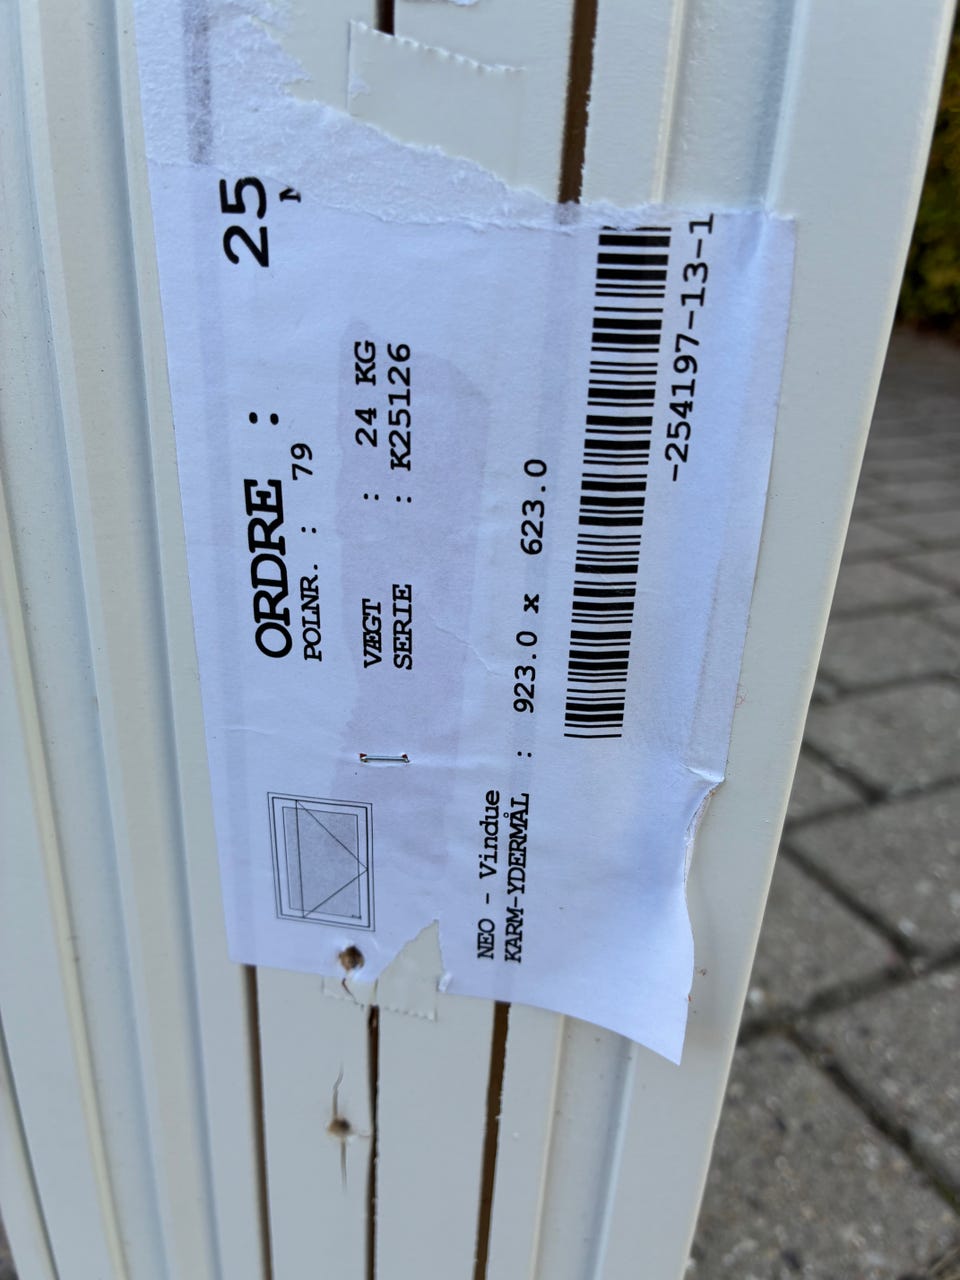 ORDRE : 25
POLNR. : 79
VÆGT : 24 KG
SERIE : K25126
NEO - Vindue
KARM-YDERMÅL : 923.0 x 623.0
-254197-13-1